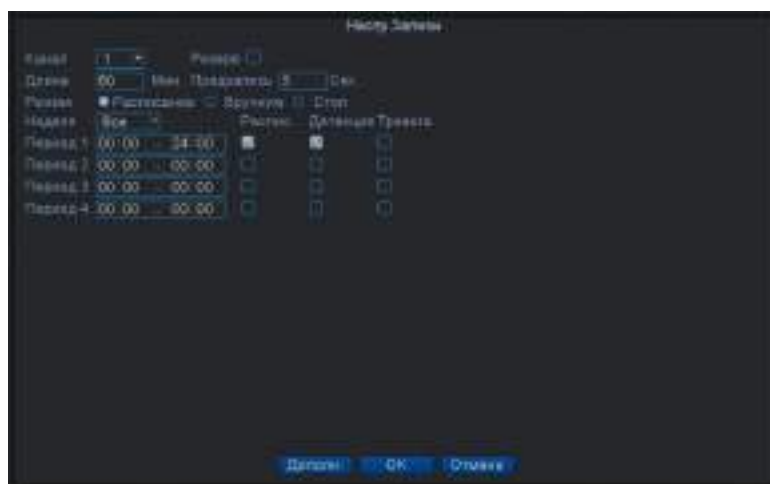 Настр. Записи
Канал 1 Резерв
Длина 60 Мин. Предзапись 5 Сек.
Режим Расписание Вручную Стоп
Неделя Все Распис. Детекция Тревога
Период 1 00:00 - 24:00
Период 2 00:00 - 00:00
Период 3 00:00 - 00:00
Период 4 00:00 - 00:00
Дополн. OK Отмена